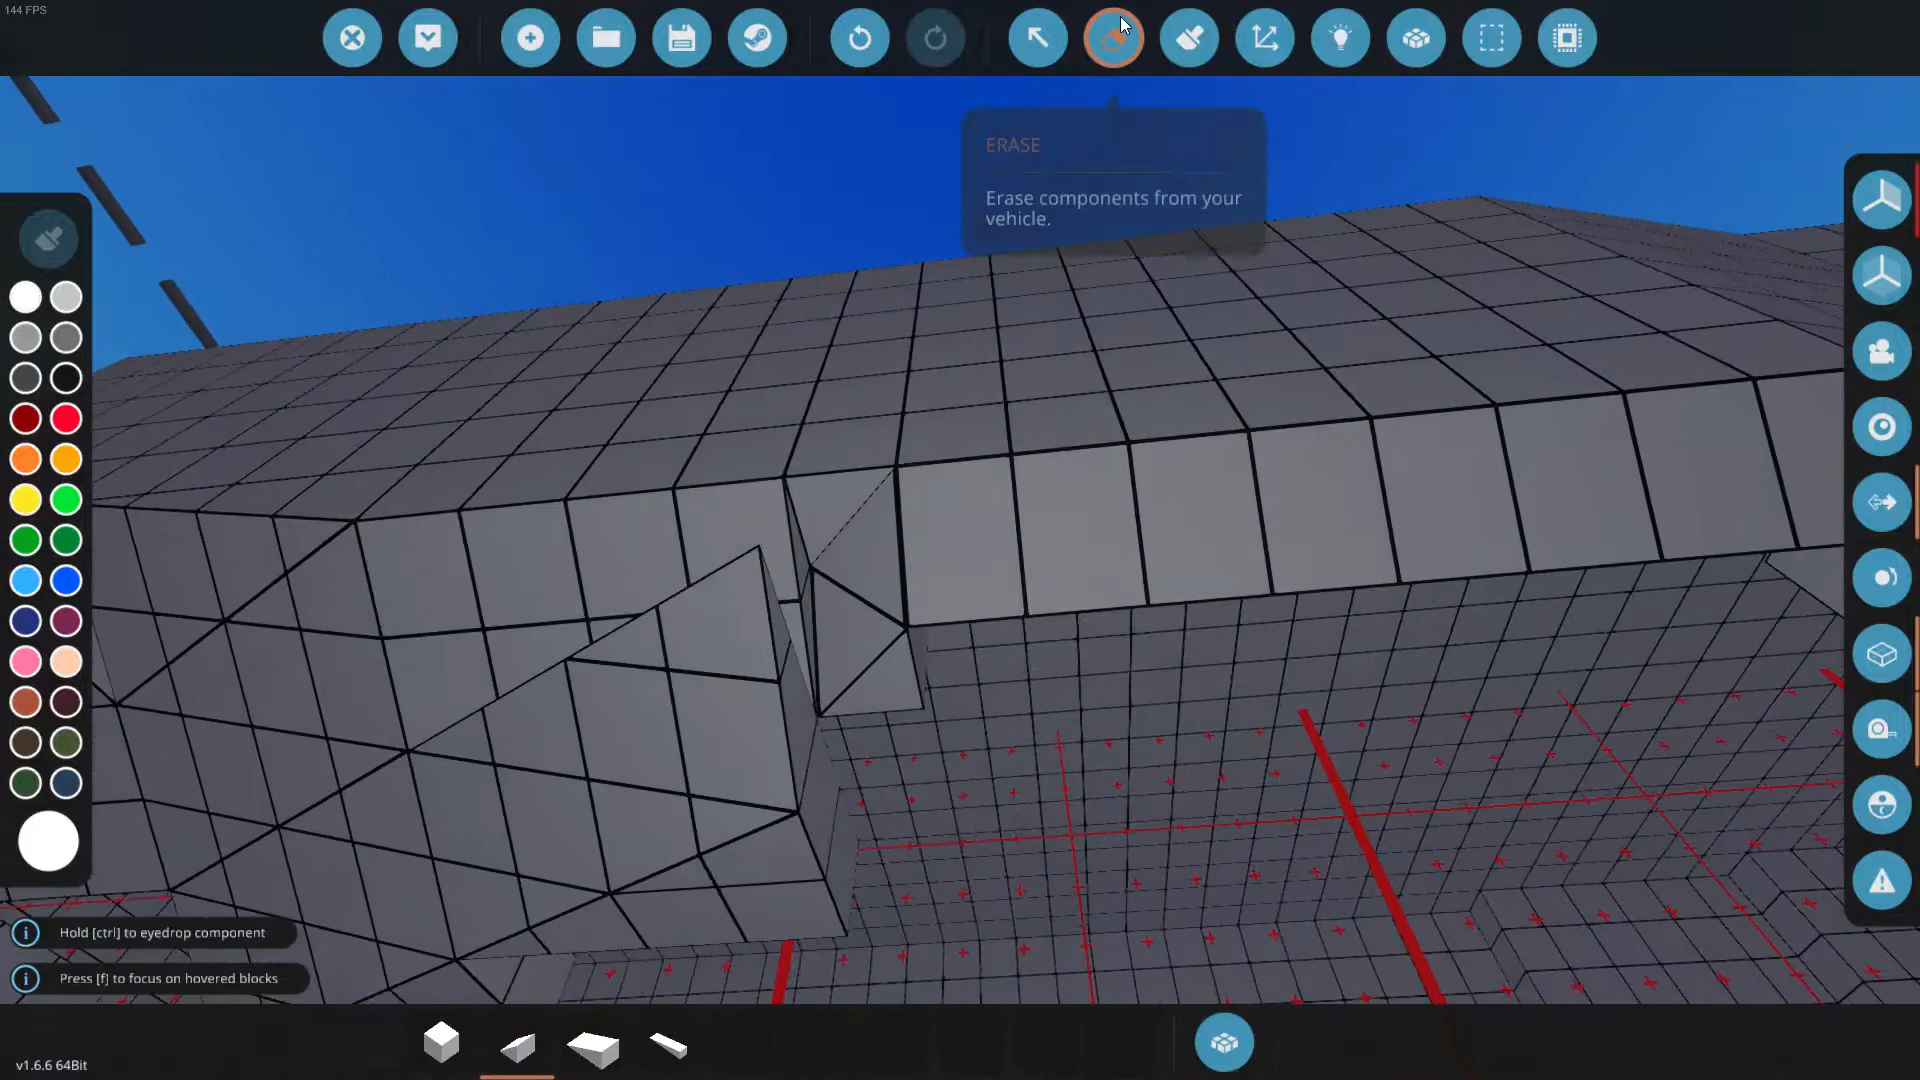 144 FPS
ERASE
Erase components from your
vehicle.
Hold [ctrl] to eyedrop component
Press [f] to focus on hovered blocks
v1.6.6 64Bit